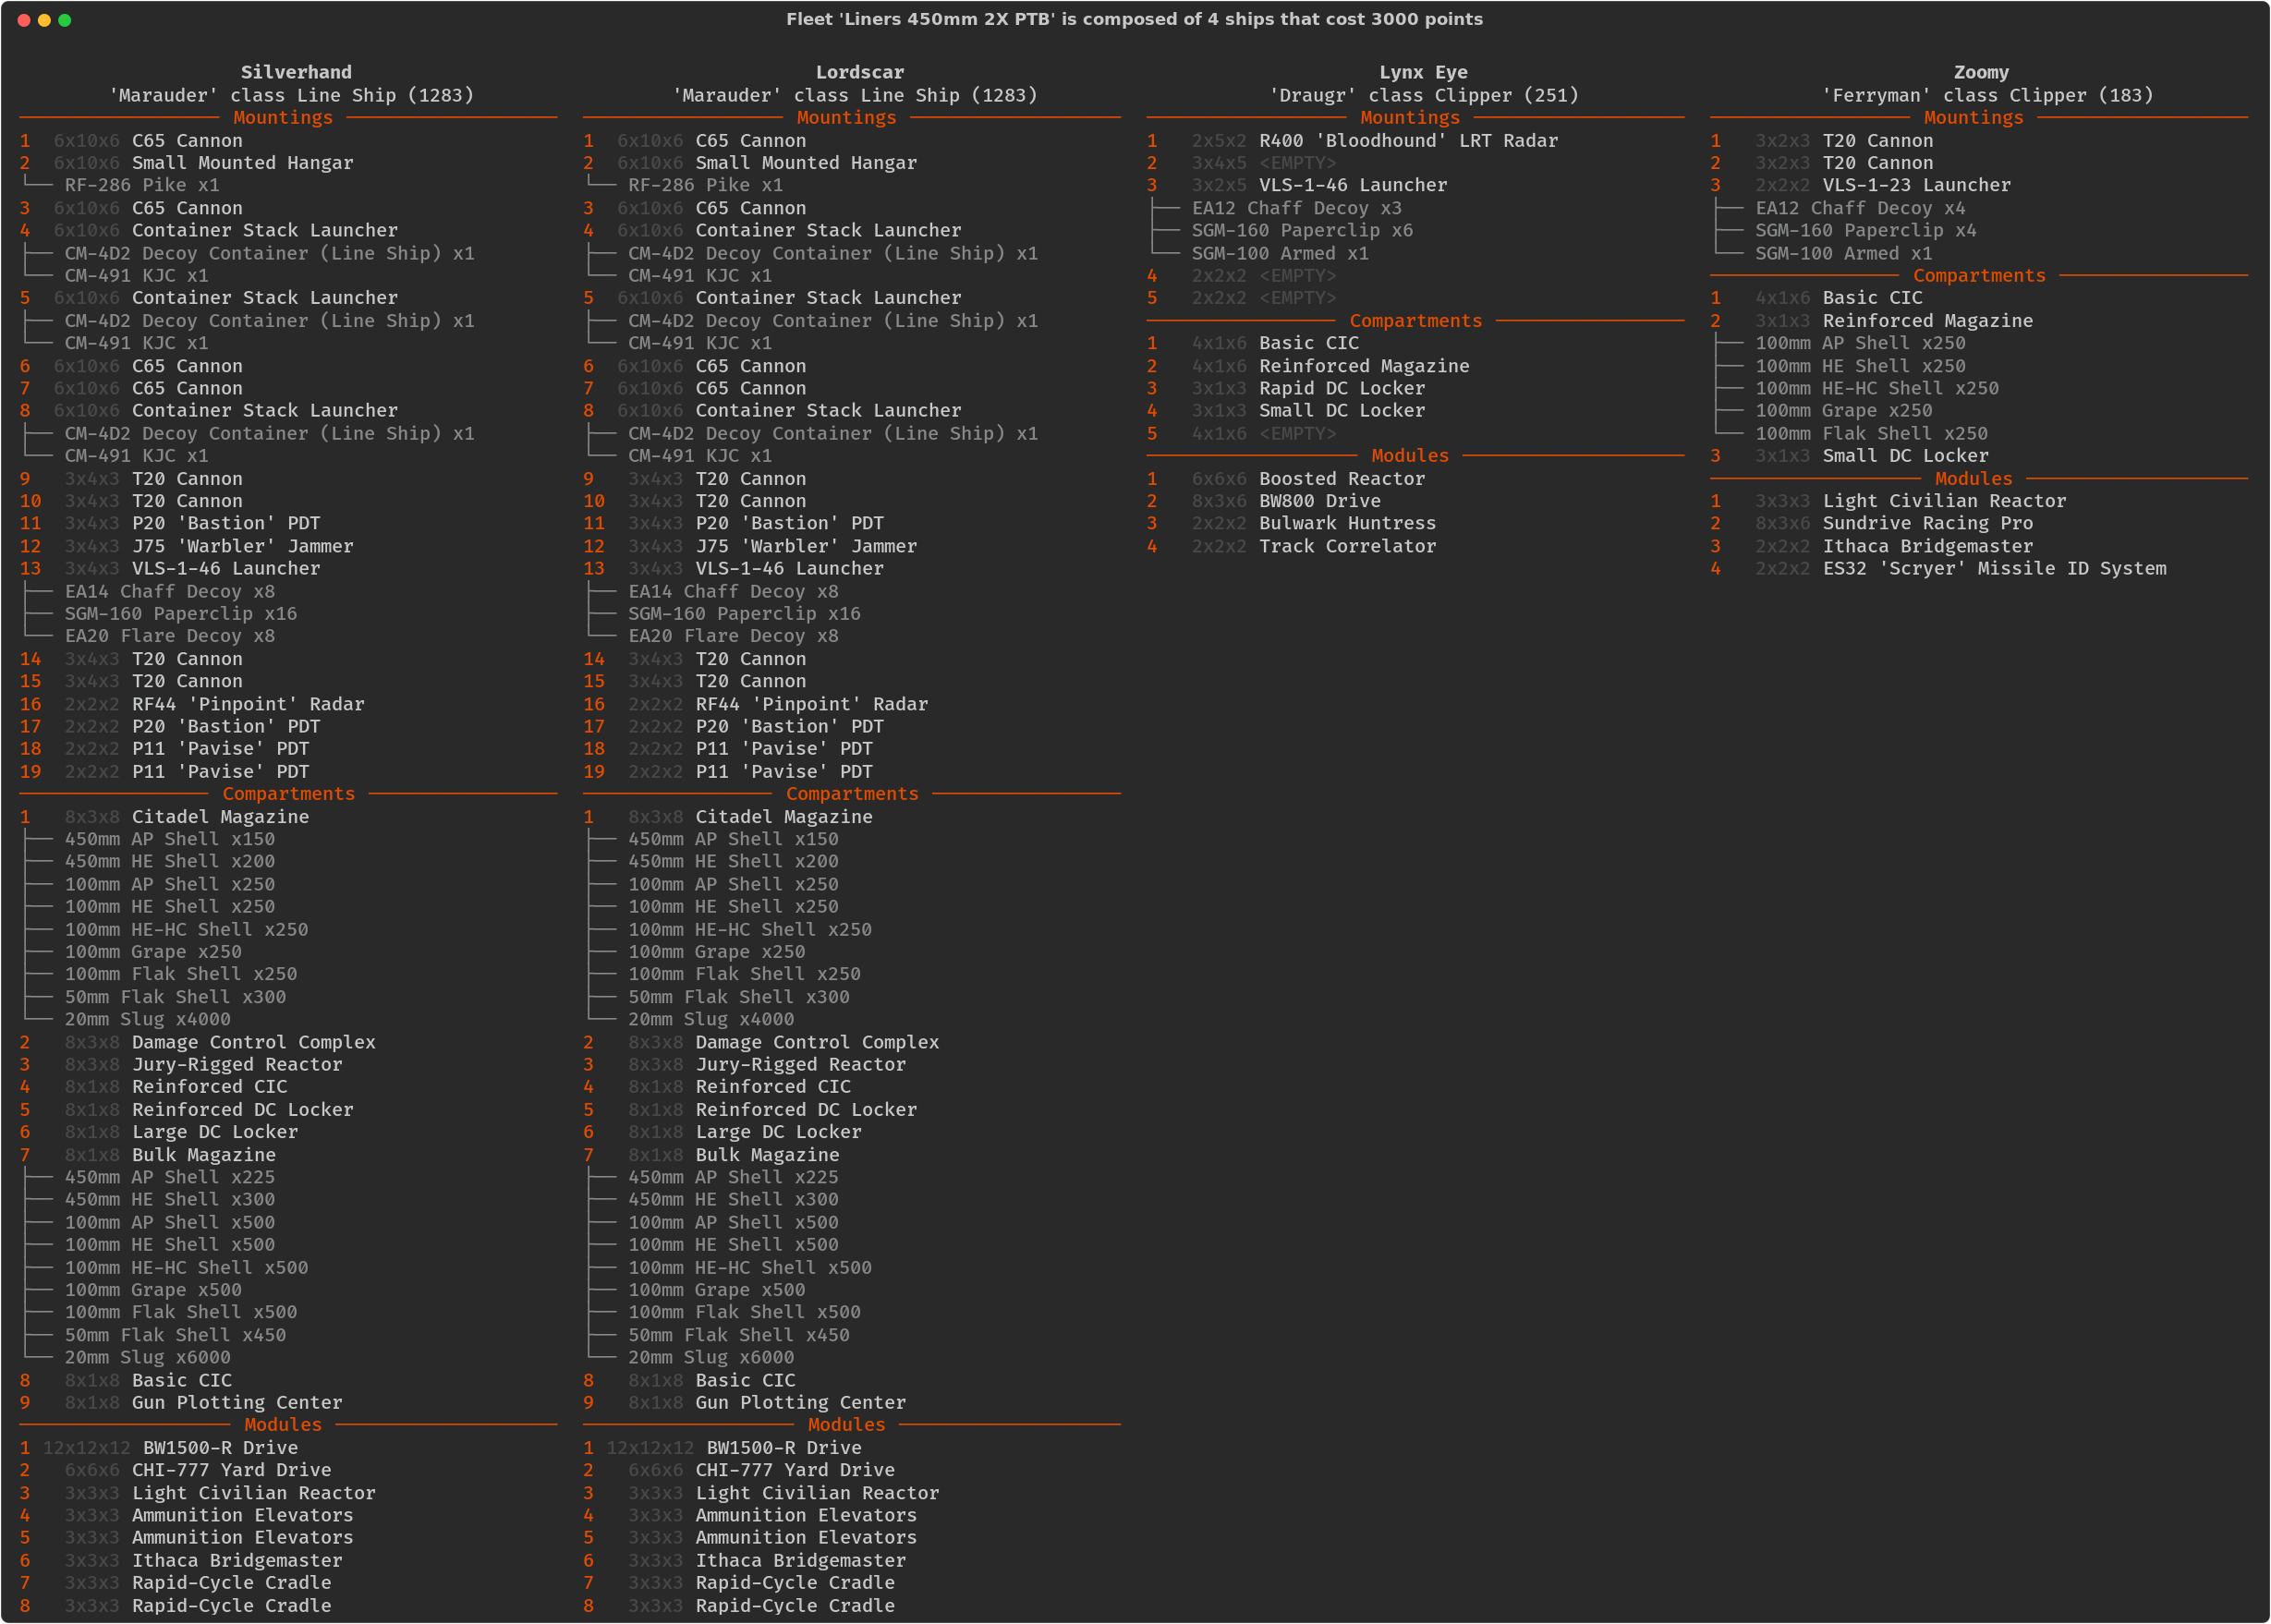 Fleet 'Liners 450mm 2X PTB' is composed of 4 ships that cost 3000 points
Silverhand
'Marauder' class Line Ship (1283)
Mountings
1 6x10x6 C65 Cannon
2 6x10x6 Small Mounted Hangar
RF-286 Pike x1
3 6x10x6 C65 Cannon
4 6x10x6 Container Stack Launcher
CM-4D2 Decoy Container (Line Ship) x1
CM-491 KJC x1
5 6x10x6 Container Stack Launcher
CM-4D2 Decoy Container (Line Ship) x1
CM-491 KJC x1
6 6x10x6 C65 Cannon
7 6x10x6 C65 Cannon
8 6x10x6 Container Stack Launcher
CM-4D2 Decoy Container (Line Ship) x1
CM-491 KJC x1
9 3x4x3 T20 Cannon
10 3x4x3 T20 Cannon
11 3x4x3 P20 'Bastion' PDT
12 3x4x3 J75 'Warbler' Jammer
13 3x4x3 VLS-1-46 Launcher
EA14 Chaff Decoy x8
SGM-160 Paperclip x16
EA20 Flare Decoy x8
14 3x4x3 T20 Cannon
15 3x4x3 T20 Cannon
16 2x2x2 RF44 'Pinpoint' Radar
17 2x2x2 P20 'Bastion' PDT
18 2x2x2 P11 'Pavise' PDT
19 2x2x2 P11 'Pavise' PDT
Compartments
1 8x3x8 Citadel Magazine
450mm AP Shell x150
450mm HE Shell x200
100mm AP Shell x250
100mm HE Shell x250
100mm HE-HC Shell x250
100mm Grape x250
100mm Flak Shell x250
50mm Flak Shell x300
20mm Slug x4000
2 8x3x8 Damage Control Complex
3 8x3x8 Jury-Rigged Reactor
4 8x1x8 Reinforced CIC
5 8x1x8 Reinforced DC Locker
6 8x1x8 Large DC Locker
7 8x1x8 Bulk Magazine
450mm AP Shell x225
450mm HE Shell x300
100mm AP Shell x500
100mm HE Shell x500
100mm HE-HC Shell x500
100mm Grape x500
100mm Flak Shell x500
50mm Flak Shell x450
20mm Slug x6000
8 8x1x8 Basic CIC
9 8x1x8 Gun Plotting Center
Modules
1 12x12x12 BW1500-R Drive
2 6x6x6 CHI-777 Yard Drive
3 3x3x3 Light Civilian Reactor
4 3x3x3 Ammunition Elevators
5 3x3x3 Ammunition Elevators
6 3x3x3 Ithaca Bridgemaster
7 3x3x3 Rapid-Cycle Cradle
8 3x3x3 Rapid-Cycle Cradle
Lordscar
'Marauder' class Line Ship (1283)
Mountings
1 6x10x6 C65 Cannon
2 6x10x6 Small Mounted Hangar
RF-286 Pike x1
3 6x10x6 C65 Cannon
4 6x10x6 Container Stack Launcher
CM-4D2 Decoy Container (Line Ship) x1
CM-491 KJC x1
5 6x10x6 Container Stack Launcher
CM-4D2 Decoy Container (Line Ship) x1
CM-491 KJC x1
6 6x10x6 C65 Cannon
7 6x10x6 C65 Cannon
8 6x10x6 Container Stack Launcher
CM-4D2 Decoy Container (Line Ship) x1
CM-491 KJC x1
9 3x4x3 T20 Cannon
10 3x4x3 T20 Cannon
11 3x4x3 P20 'Bastion' PDT
12 3x4x3 J75 'Warbler' Jammer
13 3x4x3 VLS-1-46 Launcher
EA14 Chaff Decoy x8
SGM-160 Paperclip x16
EA20 Flare Decoy x8
14 3x4x3 T20 Cannon
15 3x4x3 T20 Cannon
16 2x2x2 RF44 'Pinpoint' Radar
17 2x2x2 P20 'Bastion' PDT
18 2x2x2 P11 'Pavise' PDT
19 2x2x2 P11 'Pavise' PDT
Compartments
1 8x3x8 Citadel Magazine
450mm AP Shell x150
450mm HE Shell x200
100mm AP Shell x250
100mm HE Shell x250
100mm HE-HC Shell x250
100mm Grape x250
100mm Flak Shell x250
50mm Flak Shell x300
20mm Slug x4000
2 8x3x8 Damage Control Complex
3 8x3x8 Jury-Rigged Reactor
4 8x1x8 Reinforced CIC
5 8x1x8 Reinforced DC Locker
6 8x1x8 Large DC Locker
7 8x1x8 Bulk Magazine
450mm AP Shell x225
450mm HE Shell x300
100mm AP Shell x500
100mm HE Shell x500
100mm HE-HC Shell x500
100mm Grape x500
100mm Flak Shell x500
50mm Flak Shell x450
20mm Slug x6000
8 8x1x8 Basic CIC
9 8x1x8 Gun Plotting Center
Modules
1 12x12x12 BW1500-R Drive
2 6x6x6 CHI-777 Yard Drive
3 3x3x3 Light Civilian Reactor
4 3x3x3 Ammunition Elevators
5 3x3x3 Ammunition Elevators
6 3x3x3 Ithaca Bridgemaster
7 3x3x3 Rapid-Cycle Cradle
8 3x3x3 Rapid-Cycle Cradle
Lynx Eye
'Draugr' class Clipper (251)
Mountings
1 2x5x2 R400 'Bloodhound' LRT Radar
2 3x4x5 <EMPTY>
3 3x2x5 VLS-1-46 Launcher
EA12 Chaff Decoy x3
SGM-160 Paperclip x6
SGM-100 Armed x1
4 2x2x2 <EMPTY>
5 2x2x2 <EMPTY>
Compartments
1 4x1x6 Basic CIC
2 4x1x6 Reinforced Magazine
3 3x1x3 Rapid DC Locker
4 3x1x3 Small DC Locker
5 4x1x6 <EMPTY>
Modules
1 6x6x6 Boosted Reactor
2 8x3x6 BW800 Drive
3 2x2x2 Bulwark Huntress
4 2x2x2 Track Correlator
Zoomy
'Ferryman' class Clipper (183)
Mountings
1 3x2x3 T20 Cannon
2 3x2x3 T20 Cannon
3 2x2x2 VLS-1-23 Launcher
EA12 Chaff Decoy x4
SGM-160 Paperclip x4
SGM-100 Armed x1
Compartments
1 4x1x6 Basic CIC
2 3x1x3 Reinforced Magazine
100mm AP Shell x250
100mm HE Shell x250
100mm HE-HC Shell x250
100mm Grape x250
100mm Flak Shell x250
3 3x1x3 Small DC Locker
Modules
1 3x3x3 Light Civilian Reactor
2 8x3x6 Sundrive Racing Pro
3 2x2x2 Ithaca Bridgemaster
4 2x2x2 ES32 'Scryer' Missile ID System